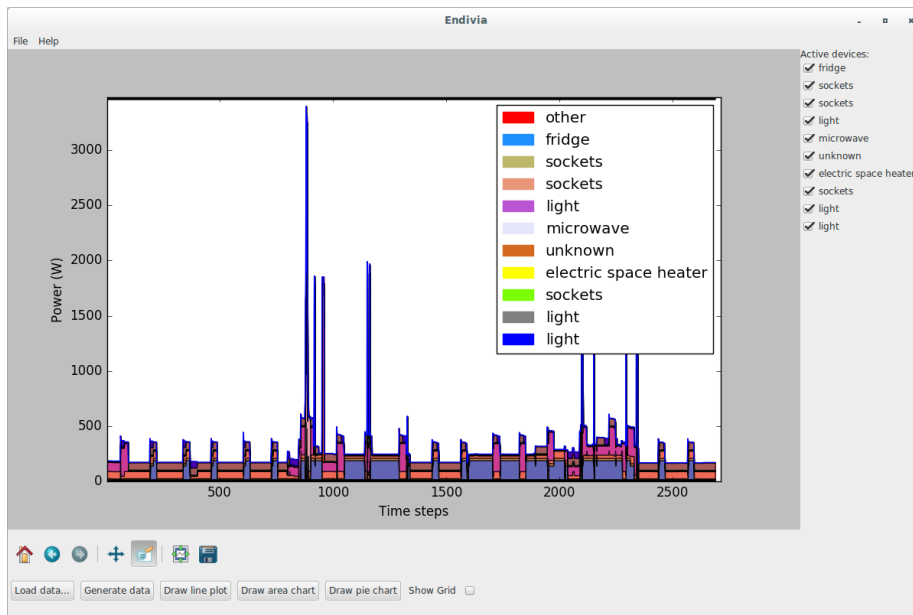 Endivia
File Help
Active devices:
fridge
sockets
sockets
light
microwave
unknown
electric space heater
sockets
light
light
other
fridge
sockets
sockets
light
microwave
unknown
electric space heater
sockets
light
light
3000
2500
2000
1500
1000
500
0
Power (W)
500 1000 1500 2000 2500
Time steps
Load data... Generate data Draw line plot Draw area chart Draw pie chart Show Grid